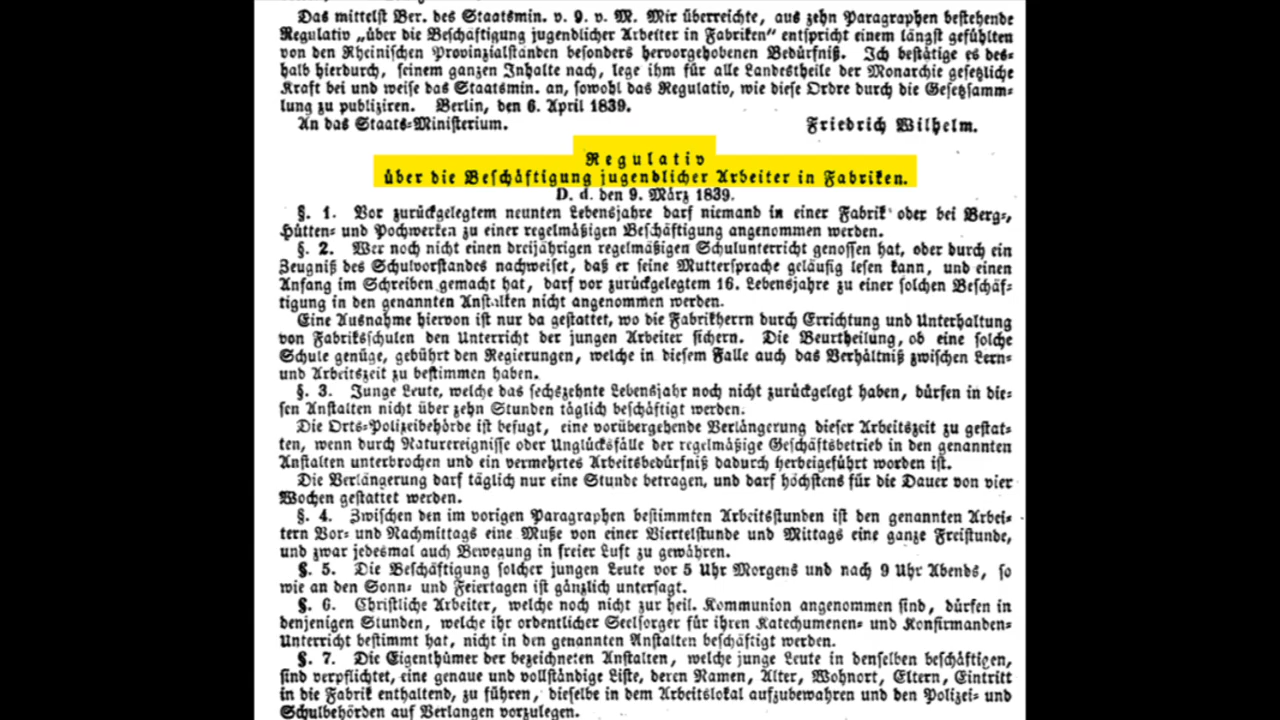 Das mittelst Ber. des Staatsmin. v. 9. v. M. Mir überreichte, aus zehn Paragraphen bestehende
Regulativ „über die Beschäftigung jugendlicher Arbeiter in Fabriken“ entspricht einem längst gefühlten
von den Rheinischen Provinzialständen besonders hervorgehobenen Bedürfniß. Ich bestätige es des-
halb hierdurch, seinem ganzen Inhalte nach, lege ihm für alle Landestheile der Monarchie gesetzliche
Kraft bei und weise das Staatsmin. an, sowohl das Regulativ, wie diese Ordre durch die Gesetzsamm-
lung zu publiziren. Berlin, den 6. April 1839.
An das Staats-Ministerium. Friedrich Wilhelm.
Regulativ
über die Beschäftigung jugendlicher Arbeiter in Fabriken.
D. d. den 9. März 1839.
§. 1. Vor zurückgelegtem neunten Lebensjahre darf niemand in einer Fabrik oder bei Berg-,
Hütten- und Pochwerken zu einer regelmäßigen Beschäftigung angenommen werden.
§. 2. Wer noch nicht einen dreijährigen regelmäßigen Schulunterricht genossen hat, oder durch ein
Zeugniß des Schulvorstandes nachweiset, daß er seine Muttersprache geläufig lesen kann, und einen
Anfang im Schreiben gemacht hat, darf vor zurückgelegtem 16. Lebensjahre zu einer solchen Beschäf-
tigung in den genannten Anstalten nicht angenommen werden.
Eine Ausnahme hiervon ist nur da gestattet, wo die Fabrikherrn durch Errichtung und Unterhaltung
von Fabriksschulen den Unterricht der jungen Arbeiter sichern. Die Beurtheilung, ob eine solche
Schule genüge, gebührt den Regierungen, welche in diesem Falle auch das Verhältniß zwischen Lern-
und Arbeitszeit zu bestimmen haben.
§. 3. Junge Leute, welche das sechszehnte Lebensjahr noch nicht zurückgelegt haben, dürfen in die-
sen Anstalten nicht über zehn Stunden täglich beschäftigt werden.
Die Orts-Polizeibehörde ist befugt, eine vorübergehende Verlängerung dieser Arbeitszeit zu gestat-
ten, wenn durch Naturereignisse oder Unglücksfälle der regelmäßige Geschäftsbetrieb in den genannten
Anstalten unterbrochen und ein vermehrtes Arbeitsbedürfniß dadurch herbeigeführt worden ist.
Die Verlängerung darf täglich nur eine Stunde betragen, und darf höchstens für die Dauer von vier
Wochen gestattet werden.
§. 4. Zwischen den im vorigen Paragraphen bestimmten Arbeitsstunden ist den genannten Arbei-
tern Vor- und Nachmittags eine Muße von einer Viertelstunde und Mittags eine ganze Freistunde,
und zwar jedesmal auch Bewegung in freier Luft zu gewähren.
§. 5. Die Beschäftigung solcher jungen Leute vor 5 Uhr Morgens und nach 9 Uhr Abends, so
wie an den Sonn- und Feiertagen ist gänzlich untersagt.
§. 6. Christliche Arbeiter, welche noch nicht zur heil. Kommunion angenommen sind, dürfen in
denjenigen Stunden, welche ihr ordentlicher Seelsorger für ihren Katechumenen- und Konfirmanden-
Unterricht bestimmt hat, nicht in den genannten Anstalten beschäftigt werden.
§. 7. Die Eigenthümer der bezeichneten Anstalten, welche junge Leute in denselben beschäftigen,
sind verpflichtet, eine genaue und vollständige Liste, deren Namen, Alter, Wohnort, Eltern, Eintritt
in die Fabrik enthaltend, zu führen, dieselbe in dem Arbeitslokal aufzubewahren und den Polizei- und
Schulbehörden auf Verlangen vorzulegen.